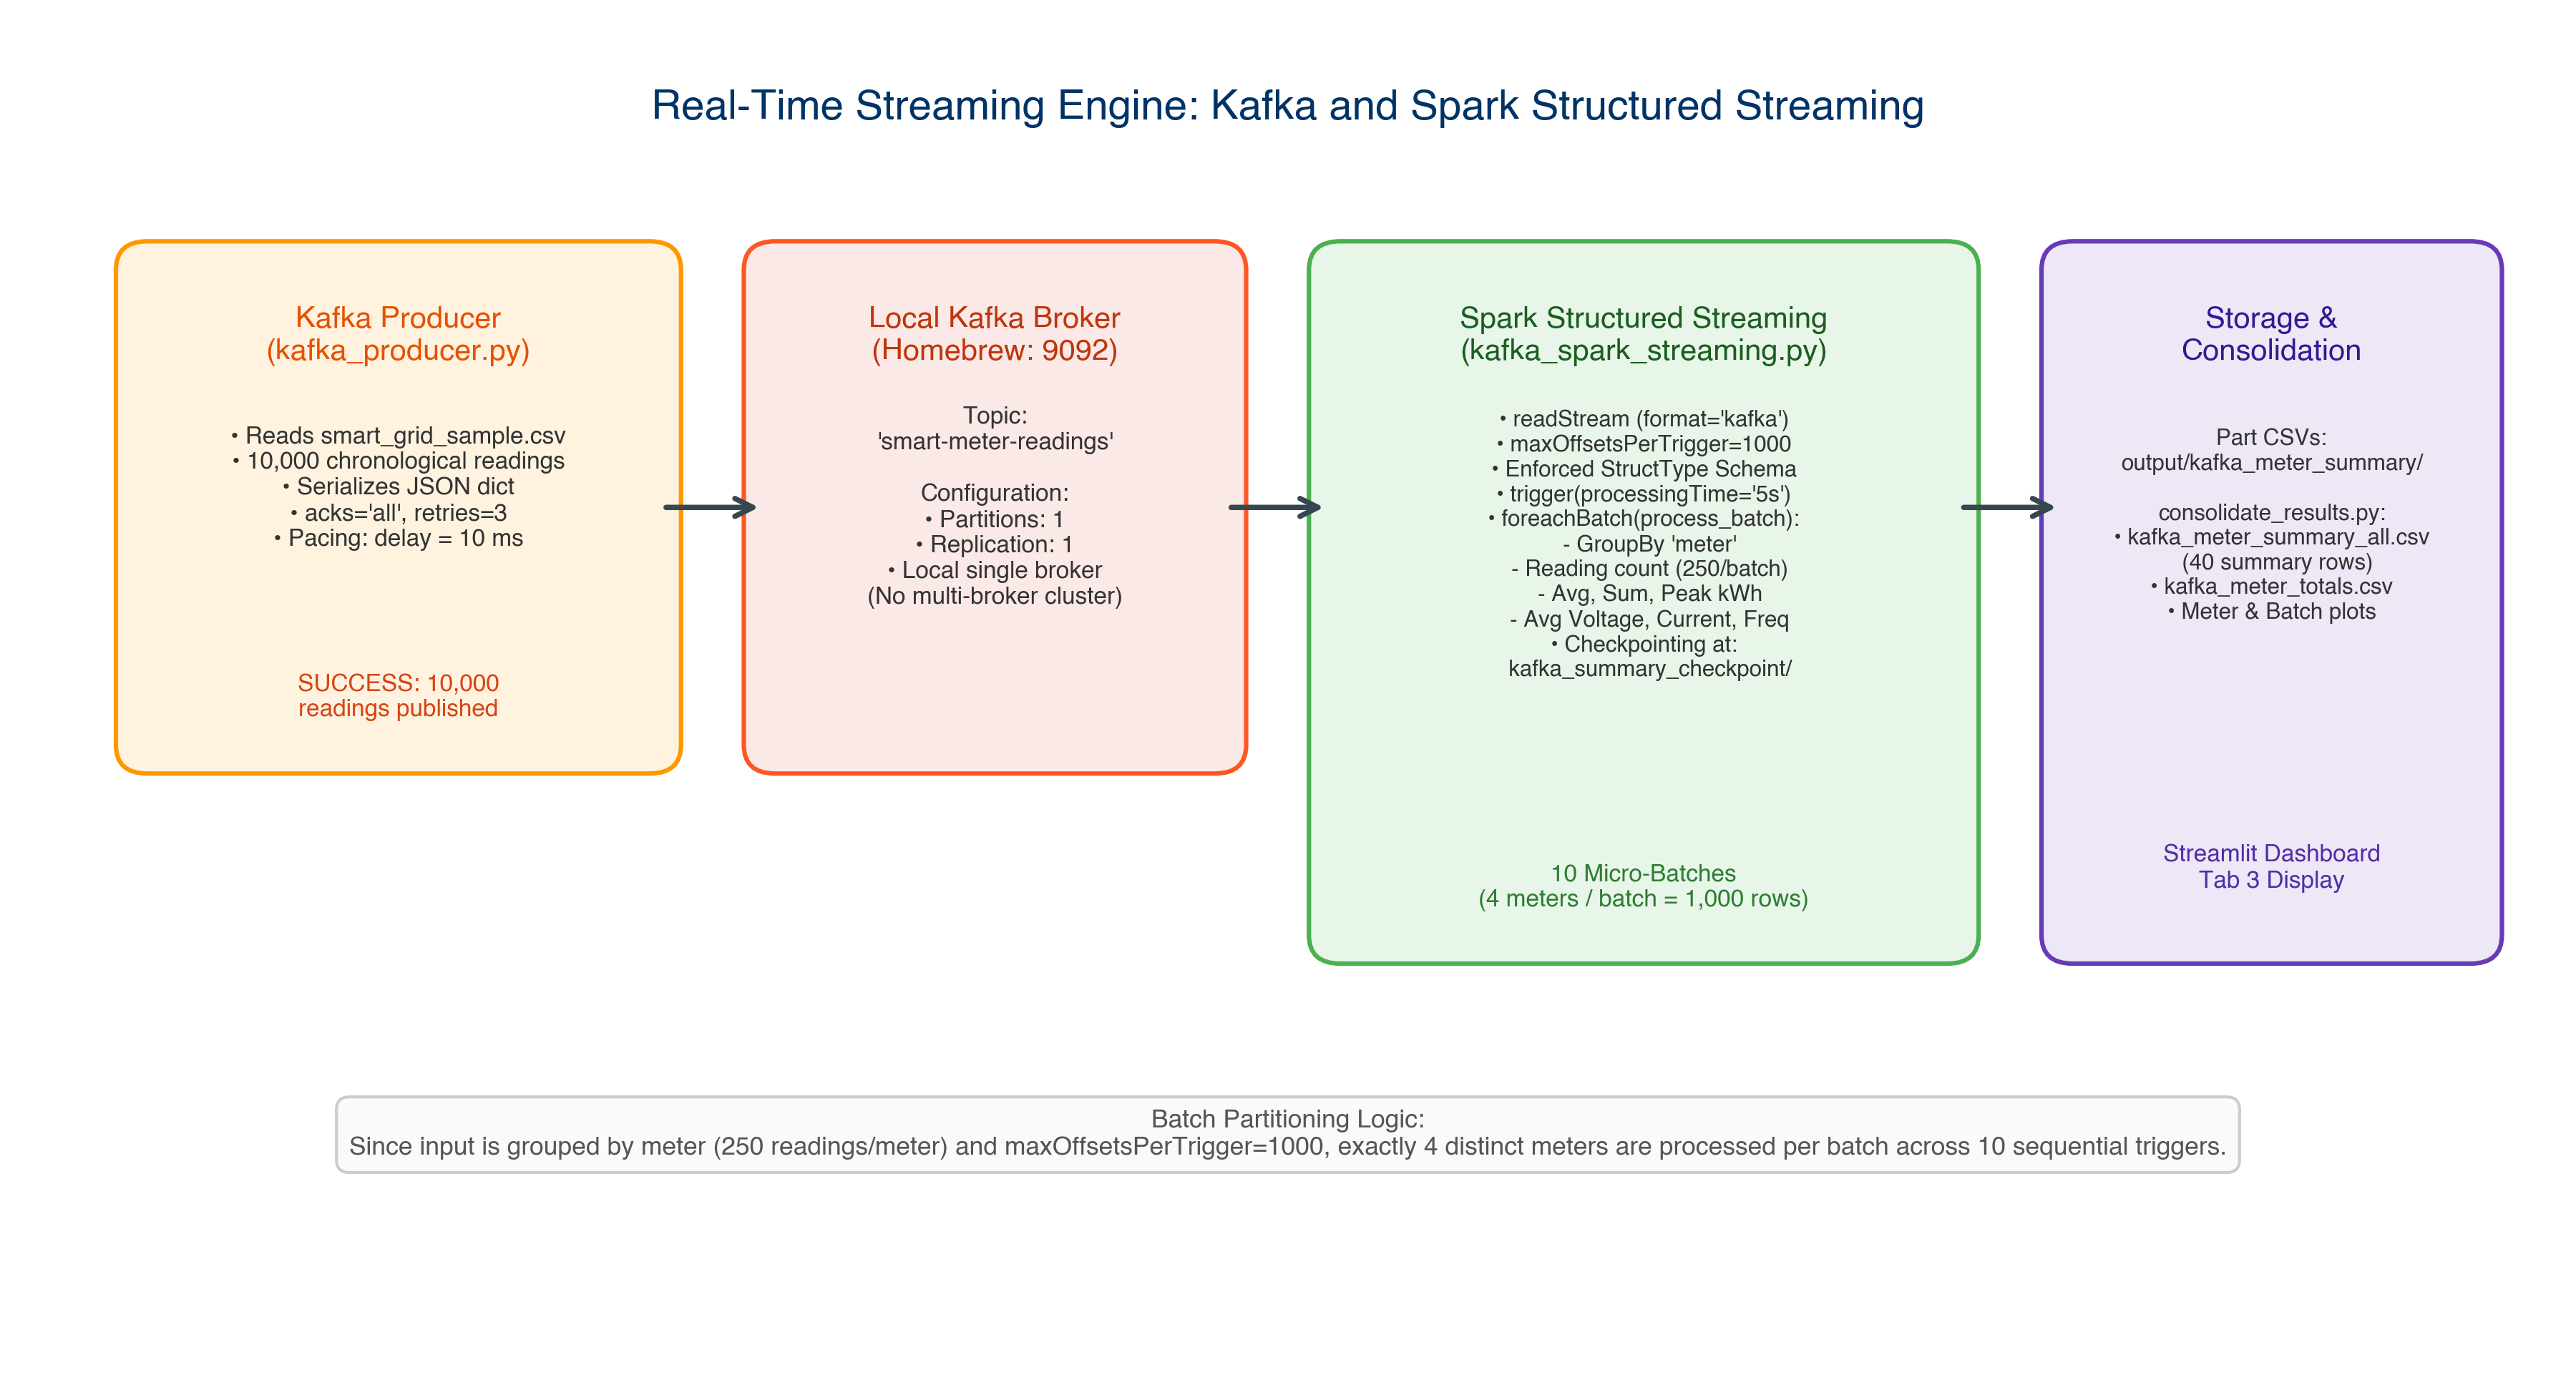 Real-Time Streaming Engine: Kafka and Spark Structured Streaming
Kafka Producer
(kafka_producer.py)
• Reads smart_grid_sample.csv
• 10,000 chronological readings
• Serializes JSON dict
• acks='all', retries=3
• Pacing: delay = 10 ms
SUCCESS: 10,000
readings published
Local Kafka Broker
(Homebrew: 9092)
Topic:
'smart-meter-readings'
Configuration:
• Partitions: 1
• Replication: 1
• Local single broker
(No multi-broker cluster)
Spark Structured Streaming
(kafka_spark_streaming.py)
• readStream (format='kafka')
• maxOffsetsPerTrigger=1000
• Enforced StructType Schema
• trigger(processingTime='5s')
• foreachBatch(process_batch):
- GroupBy 'meter'
- Reading count (250/batch)
- Avg, Sum, Peak kWh
- Avg Voltage, Current, Freq
• Checkpointing at:
kafka_summary_checkpoint/
10 Micro-Batches
(4 meters / batch = 1,000 rows)
Storage &
Consolidation
Part CSVs:
output/kafka_meter_summary/
consolidate_results.py:
• kafka_meter_summary_all.csv
(40 summary rows)
• kafka_meter_totals.csv
• Meter & Batch plots
Streamlit Dashboard
Tab 3 Display
Batch Partitioning Logic:
Since input is grouped by meter (250 readings/meter) and maxOffsetsPerTrigger=1000, exactly 4 distinct meters are processed per batch across 10 sequential triggers.